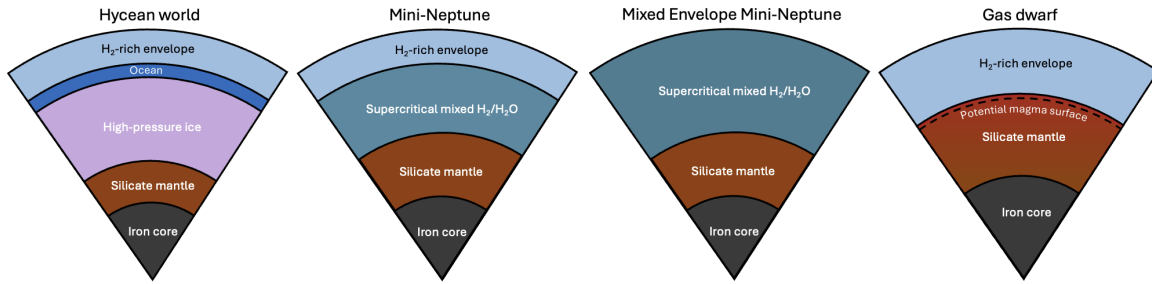 Hycean world
H₂-rich envelope
Ocean
High-pressure ice
Silicate mantle
Iron core
Mini-Neptune
H₂-rich envelope
Supercritical mixed H₂/H₂O
Silicate mantle
Iron core
Mixed Envelope Mini-Neptune
Supercritical mixed H₂/H₂O
Silicate mantle
Iron core
Gas dwarf
H₂-rich envelope
Potential magma surface
Silicate mantle
Iron core